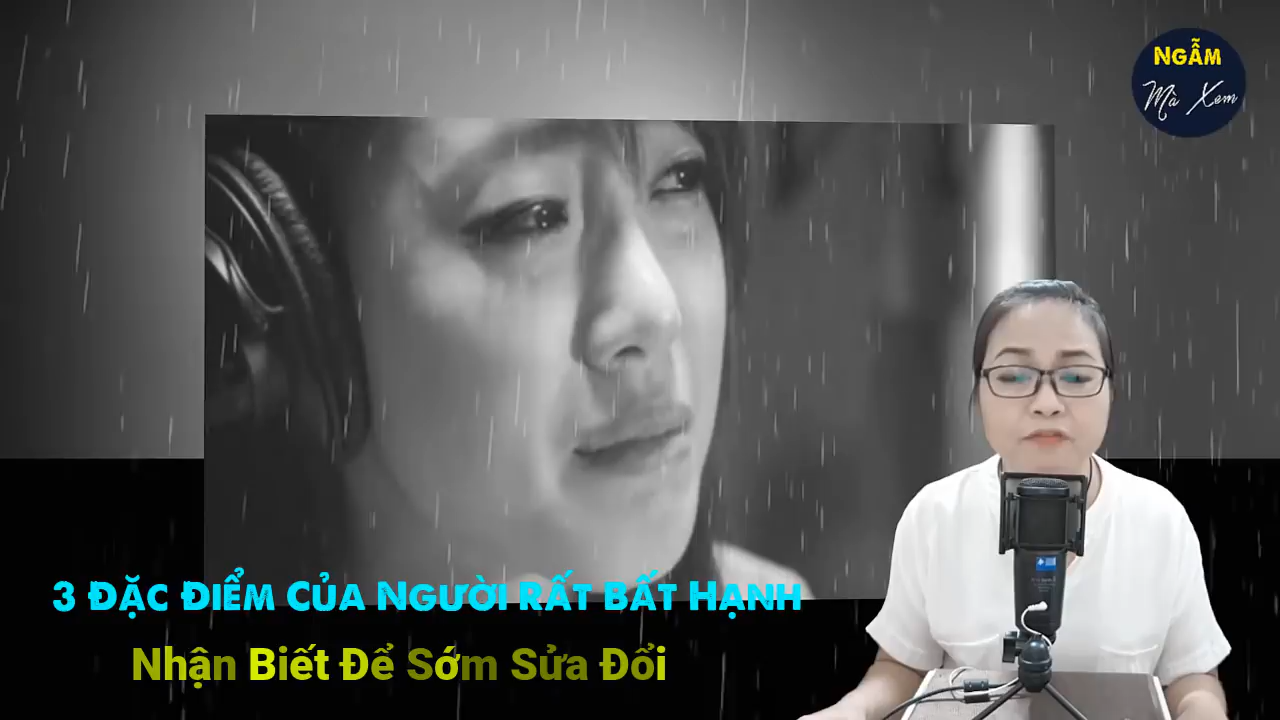 NGẪM
Mà Xem
3 ĐẶC ĐIỂM CỦA NGƯỜI RẤT BẤT HẠNH
Nhận Biết Để Sớm Sửa Đổi